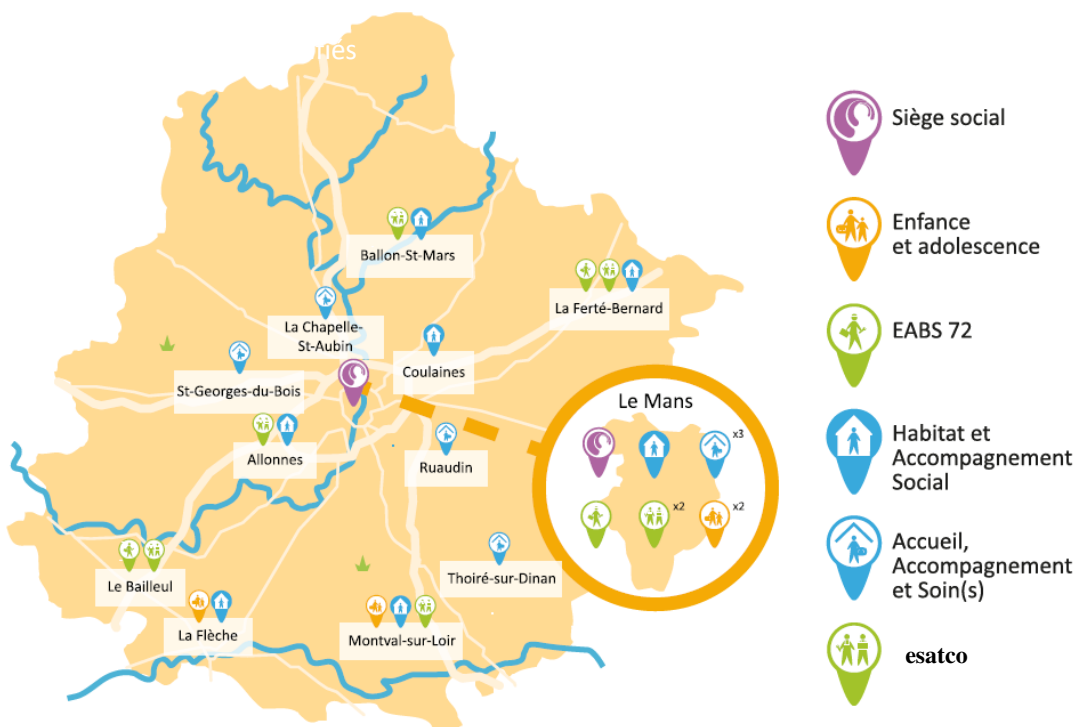 Ballon-St-Mars
La Ferté-Bernard
La Chapelle-
St-Aubin
Coulaines
St-Georges-du-Bois
Allonnes
Ruaudin
Le Bailleul
Thoiré-sur-Dinan
La Flèche
Montval-sur-Loir
Le Mans
x3
x2
x2
Siège social
Enfance
et adolescence
EABS 72
Habitat et
Accompagnement
Social
Accueil,
Accompagnement
et Soin(s)
esatco